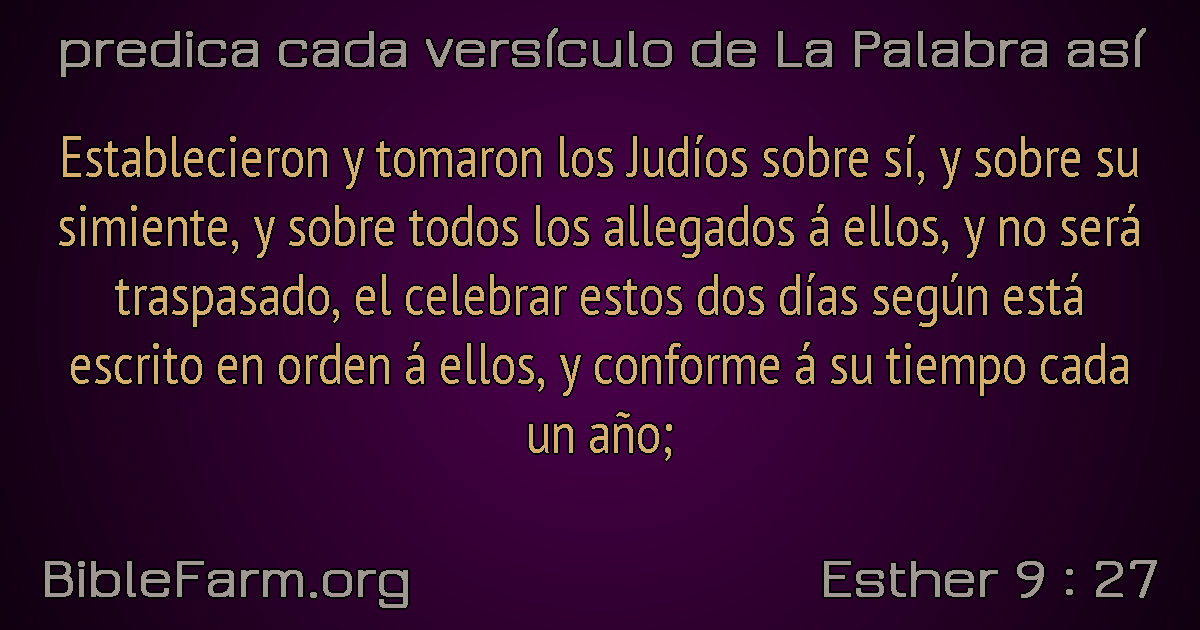 predica cada versículo de La Palabra así
Establecieron y tomaron los Judíos sobre sí, y sobre su
simiente, y sobre todos los allegados á ellos, y no será
traspasado, el celebrar estos dos días según está
escrito en orden á ellos, y conforme á su tiempo cada
un año;
BibleFarm.org
Esther 9 : 27